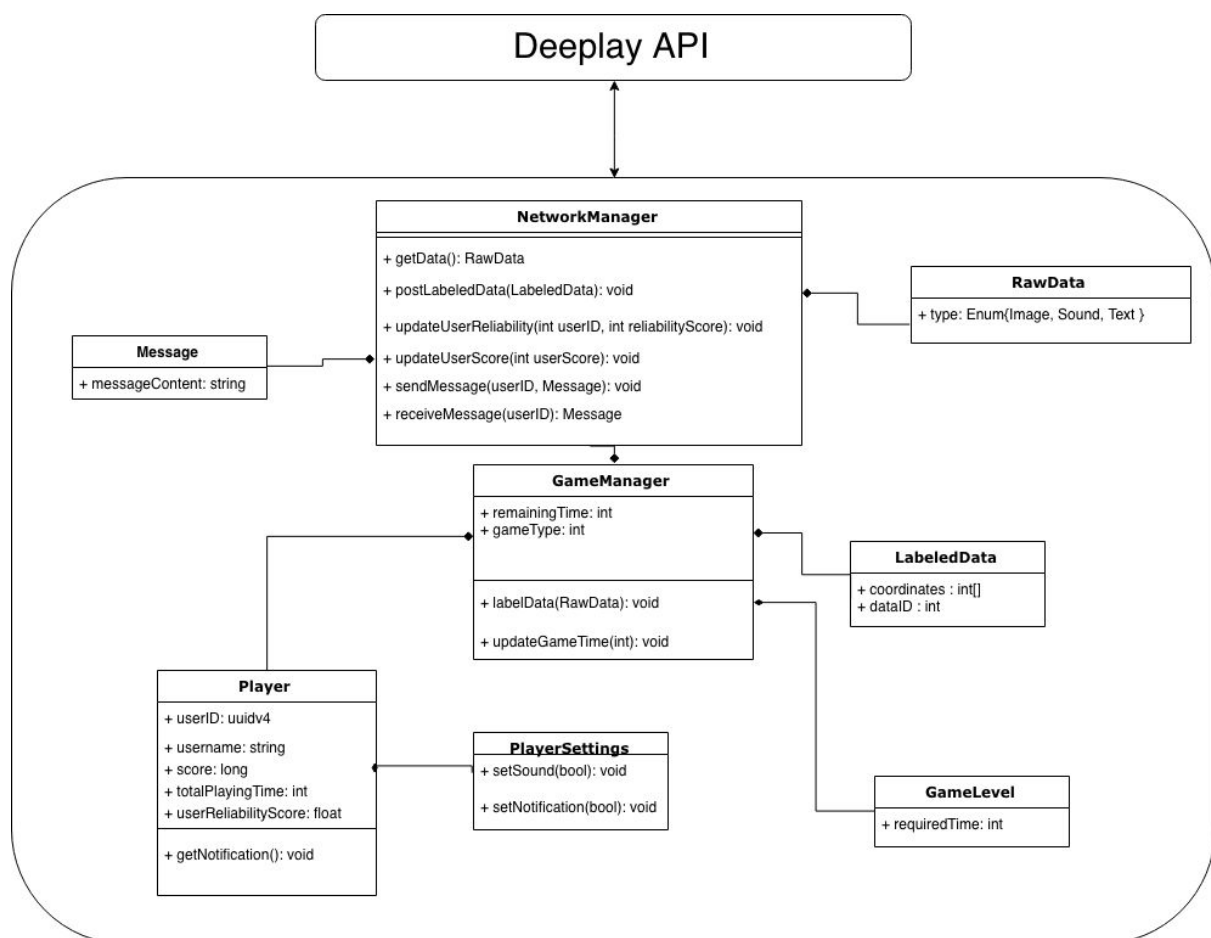 Deeplay API
NetworkManager
+ getData(): RawData
+ postLabeledData(LabeledData): void
+ updateUserReliability(int userID, int reliabilityScore): void
+ updateUserScore(int userScore): void
+ sendMessage(userID, Message): void
+ receiveMessage(userID): Message
RawData
+ type: Enum{Image, Sound, Text }
Message
+ messageContent: string
GameManager
+ remainingTime: int
+ gameType: int
+ labelData(RawData): void
+ updateGameTime(int): void
LabeledData
+ coordinates : int[]
+ dataID : int
Player
+ userID: uuidv4
+ username: string
+ score: long
+ totalPlayingTime: int
+ userReliabilityScore: float
+ getNotification(): void
PlayerSettings
+ setSound(bool): void
+ setNotification(bool): void
GameLevel
+ requiredTime: int